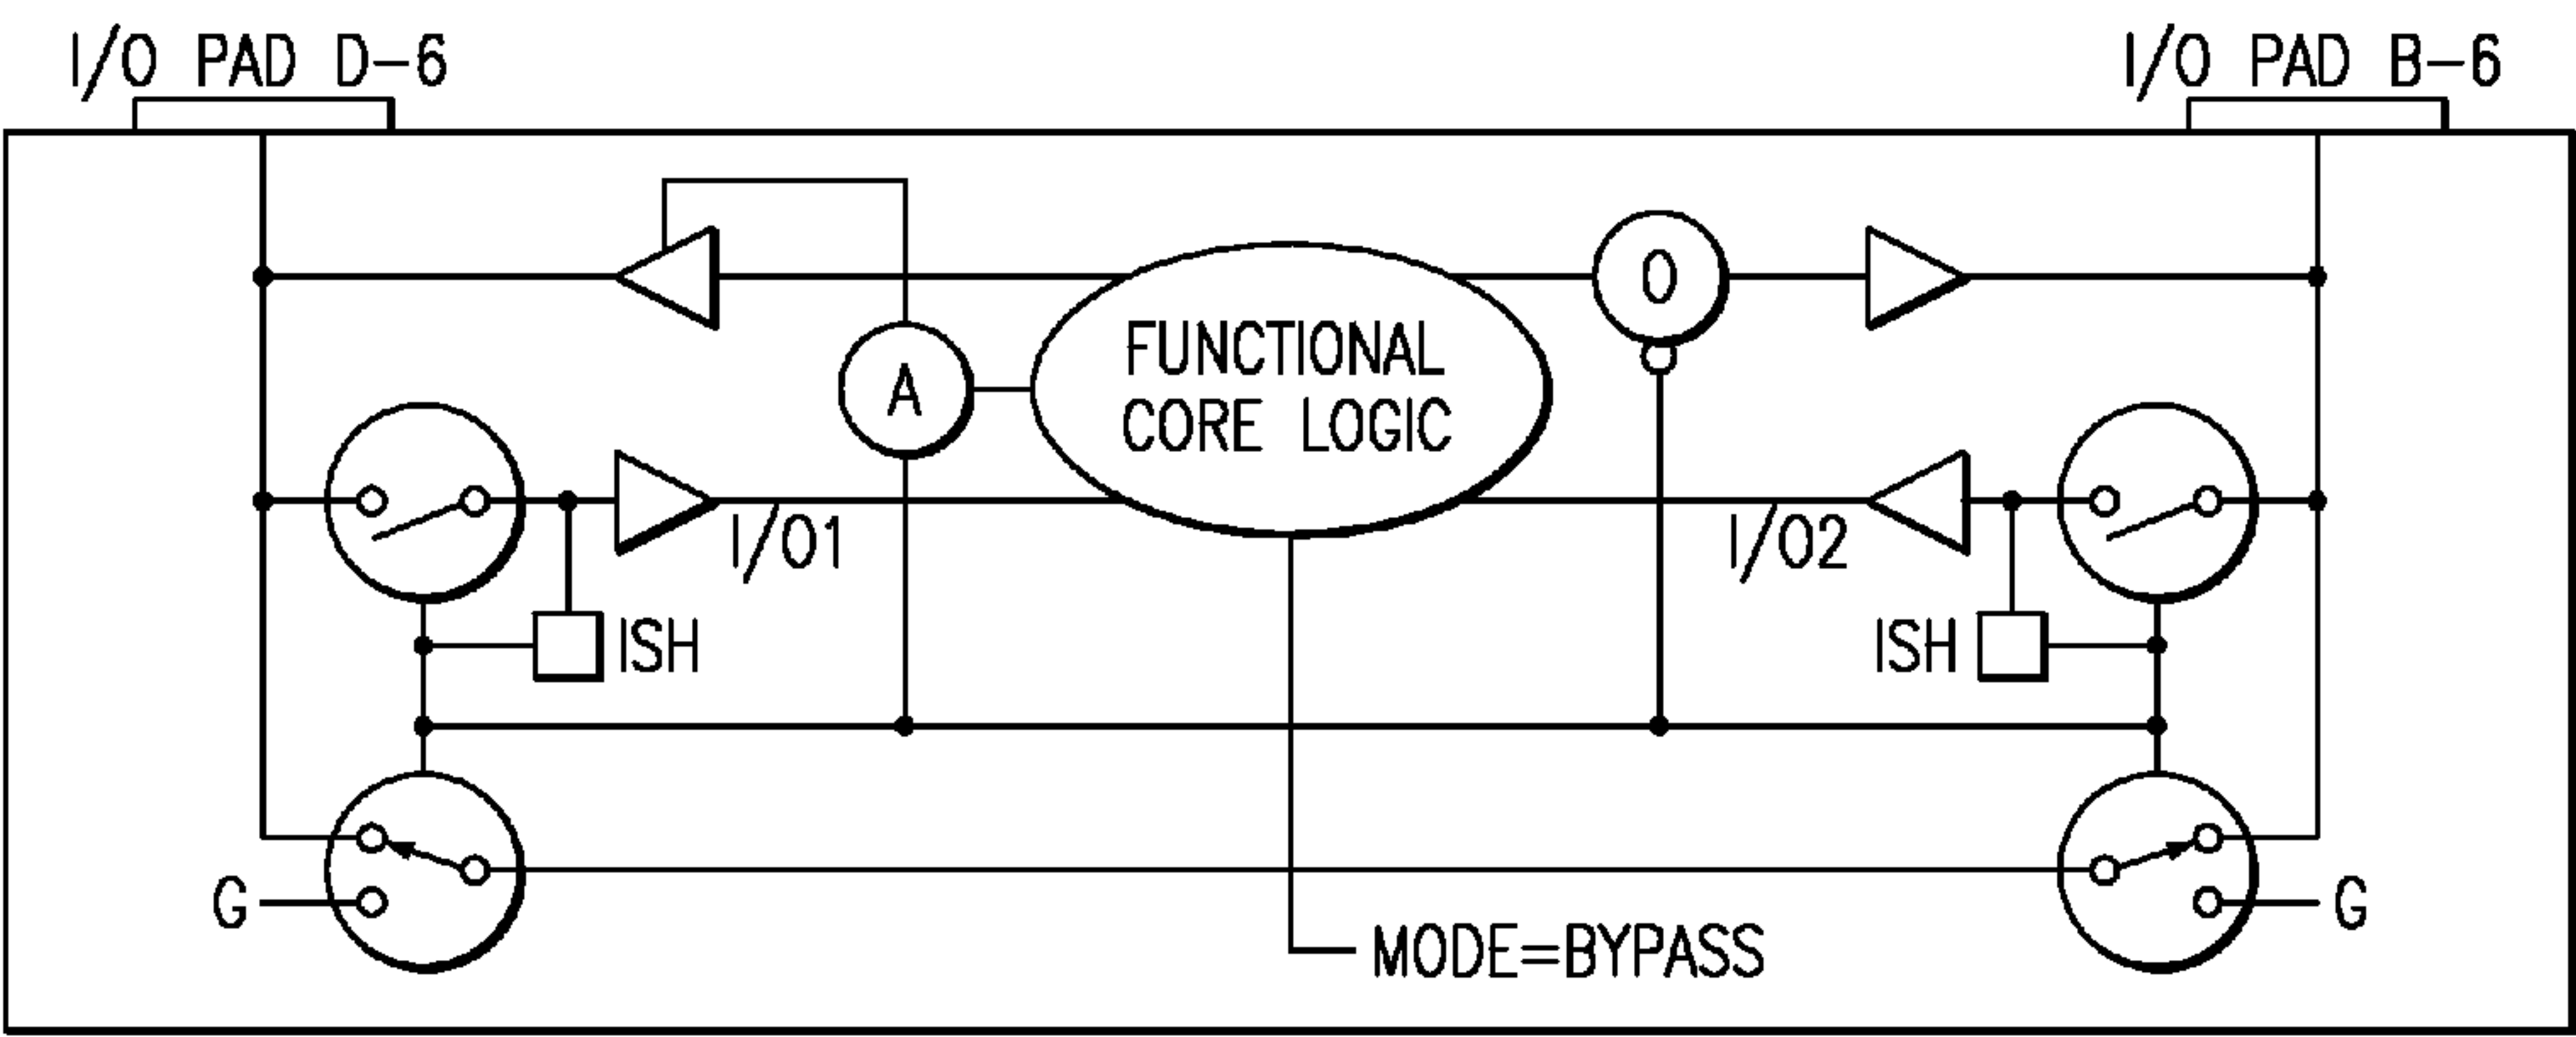 I/O PAD D-6
I/O PAD B-6
O
FUNCTIONAL
CORE LOGIC
A
I/O1
I/O2
ISH
ISH
G
G
MODE=BYPASS